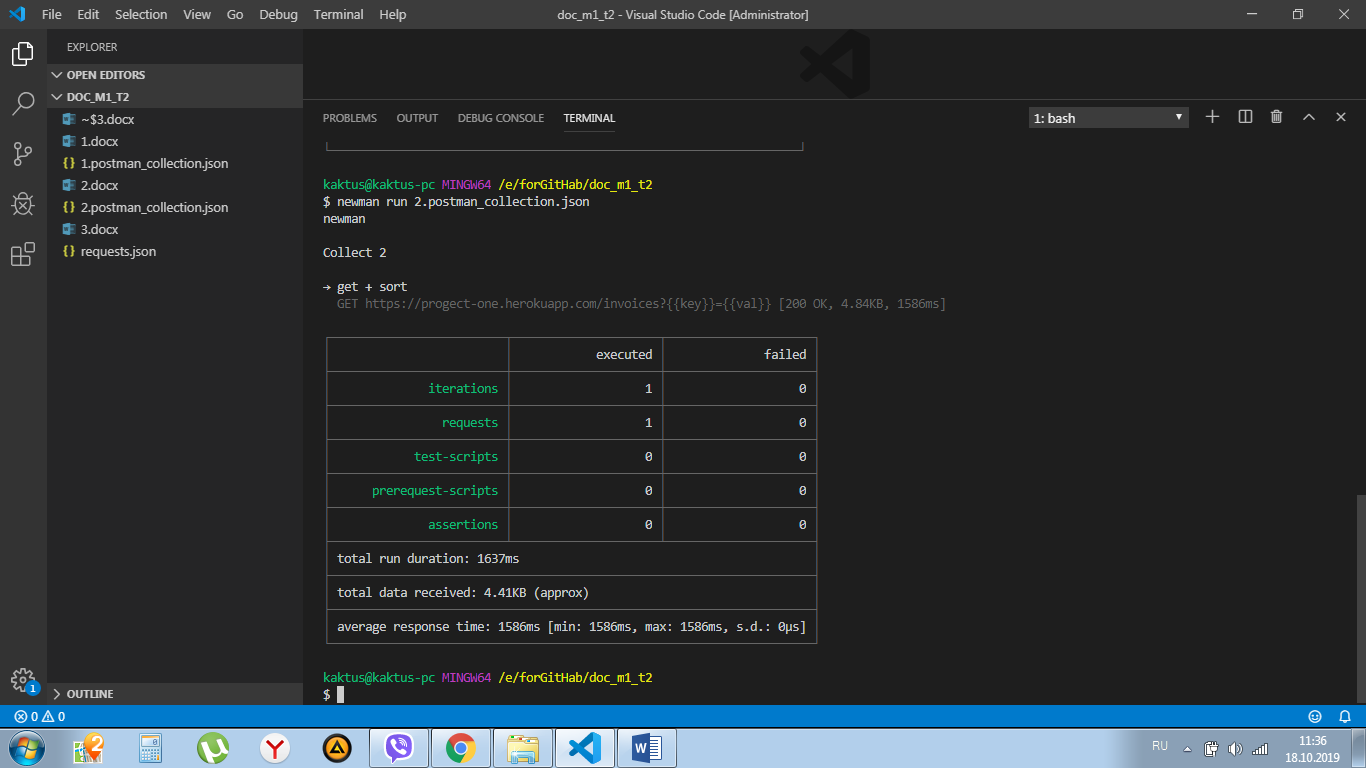 File Edit Selection View Go Debug Terminal Help
doc_m1_t2 - Visual Studio Code [Administrator]
EXPLORER
OPEN EDITORS
DOC_M1_T2
~$3.docx
1.docx
{} 1.postman_collection.json
2.docx
{} 2.postman_collection.json
3.docx
{} requests.json
OUTLINE
PROBLEMS OUTPUT DEBUG CONSOLE TERMINAL
1: bash
kaktus@kaktus-pc MINGW64 /e/forGitHab/doc_m1_t2
$ newman run 2.postman_collection.json
newman
Collect 2
→ get + sort
GET https://progect-one.herokuapp.com/invoices?{{key}}={{val}} [200 OK, 4.84KB, 1586ms]
executed failed
iterations 1 0
requests 1 0
test-scripts 0 0
prerequest-scripts 0 0
assertions 0 0
total run duration: 1637ms
total data received: 4.41KB (approx)
average response time: 1586ms [min: 1586ms, max: 1586ms, s.d.: 0µs]
kaktus@kaktus-pc MINGW64 /e/forGitHab/doc_m1_t2
$
1
0 0
2
W
RU
11:36
18.10.2019